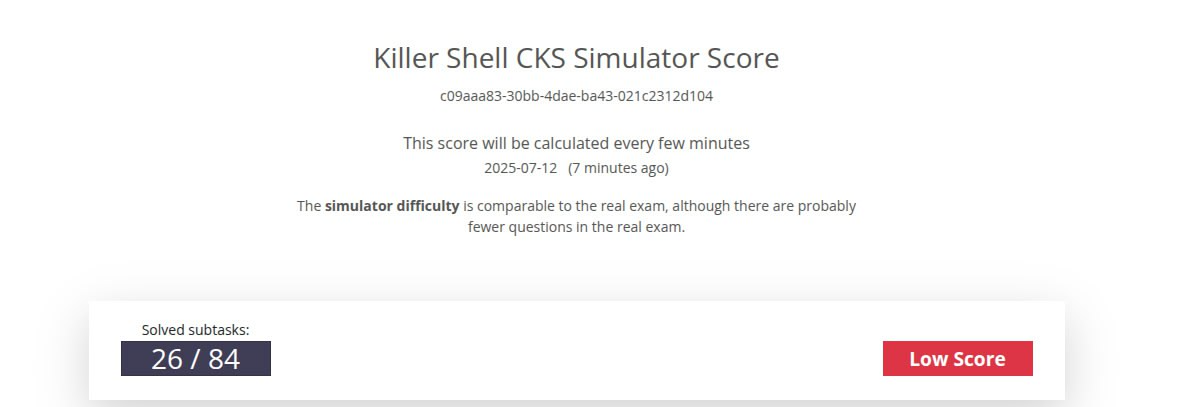 Killer Shell CKS Simulator Score
c09aaa83-30bb-4dae-ba43-021c2312d104
This score will be calculated every few minutes
2025-07-12 (7 minutes ago)
The simulator difficulty is comparable to the real exam, although there are probably
fewer questions in the real exam.
Solved subtasks:
26 / 84
Low Score